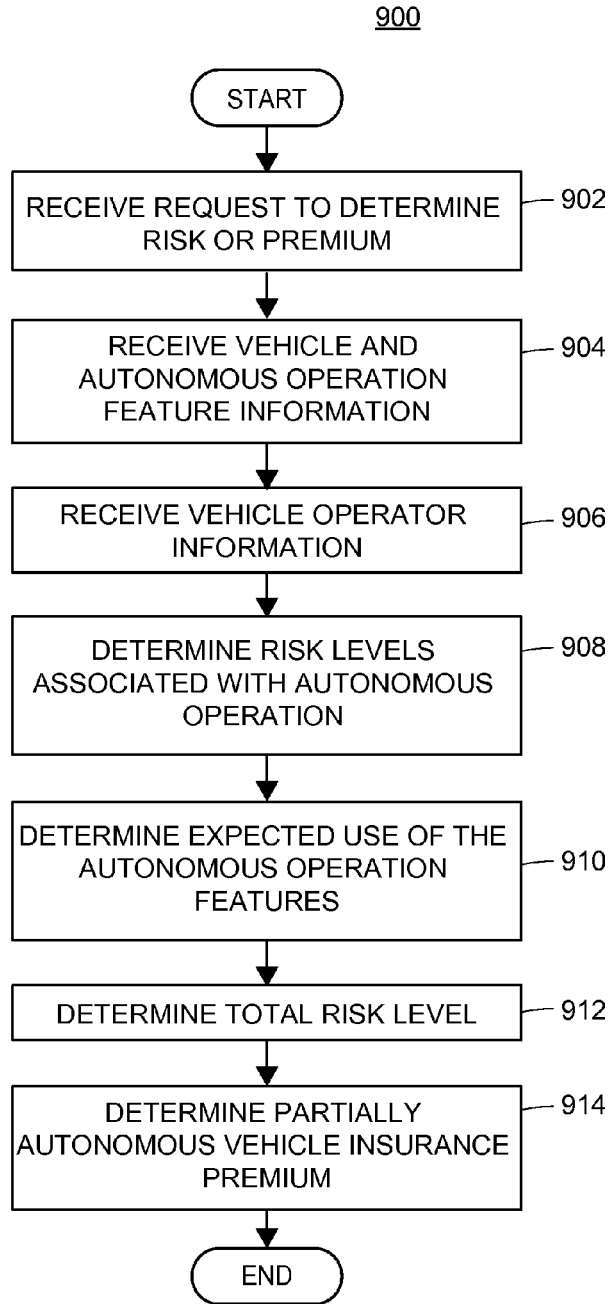 900
START
RECEIVE REQUEST TO DETERMINE
RISK OR PREMIUM
902
RECEIVE VEHICLE AND
AUTONOMOUS OPERATION
FEATURE INFORMATION
904
RECEIVE VEHICLE OPERATOR
INFORMATION
906
DETERMINE RISK LEVELS
ASSOCIATED WITH AUTONOMOUS
OPERATION
908
DETERMINE EXPECTED USE OF THE
AUTONOMOUS OPERATION
FEATURES
910
DETERMINE TOTAL RISK LEVEL
912
DETERMINE PARTIALLY
AUTONOMOUS VEHICLE INSURANCE
PREMIUM
914
END